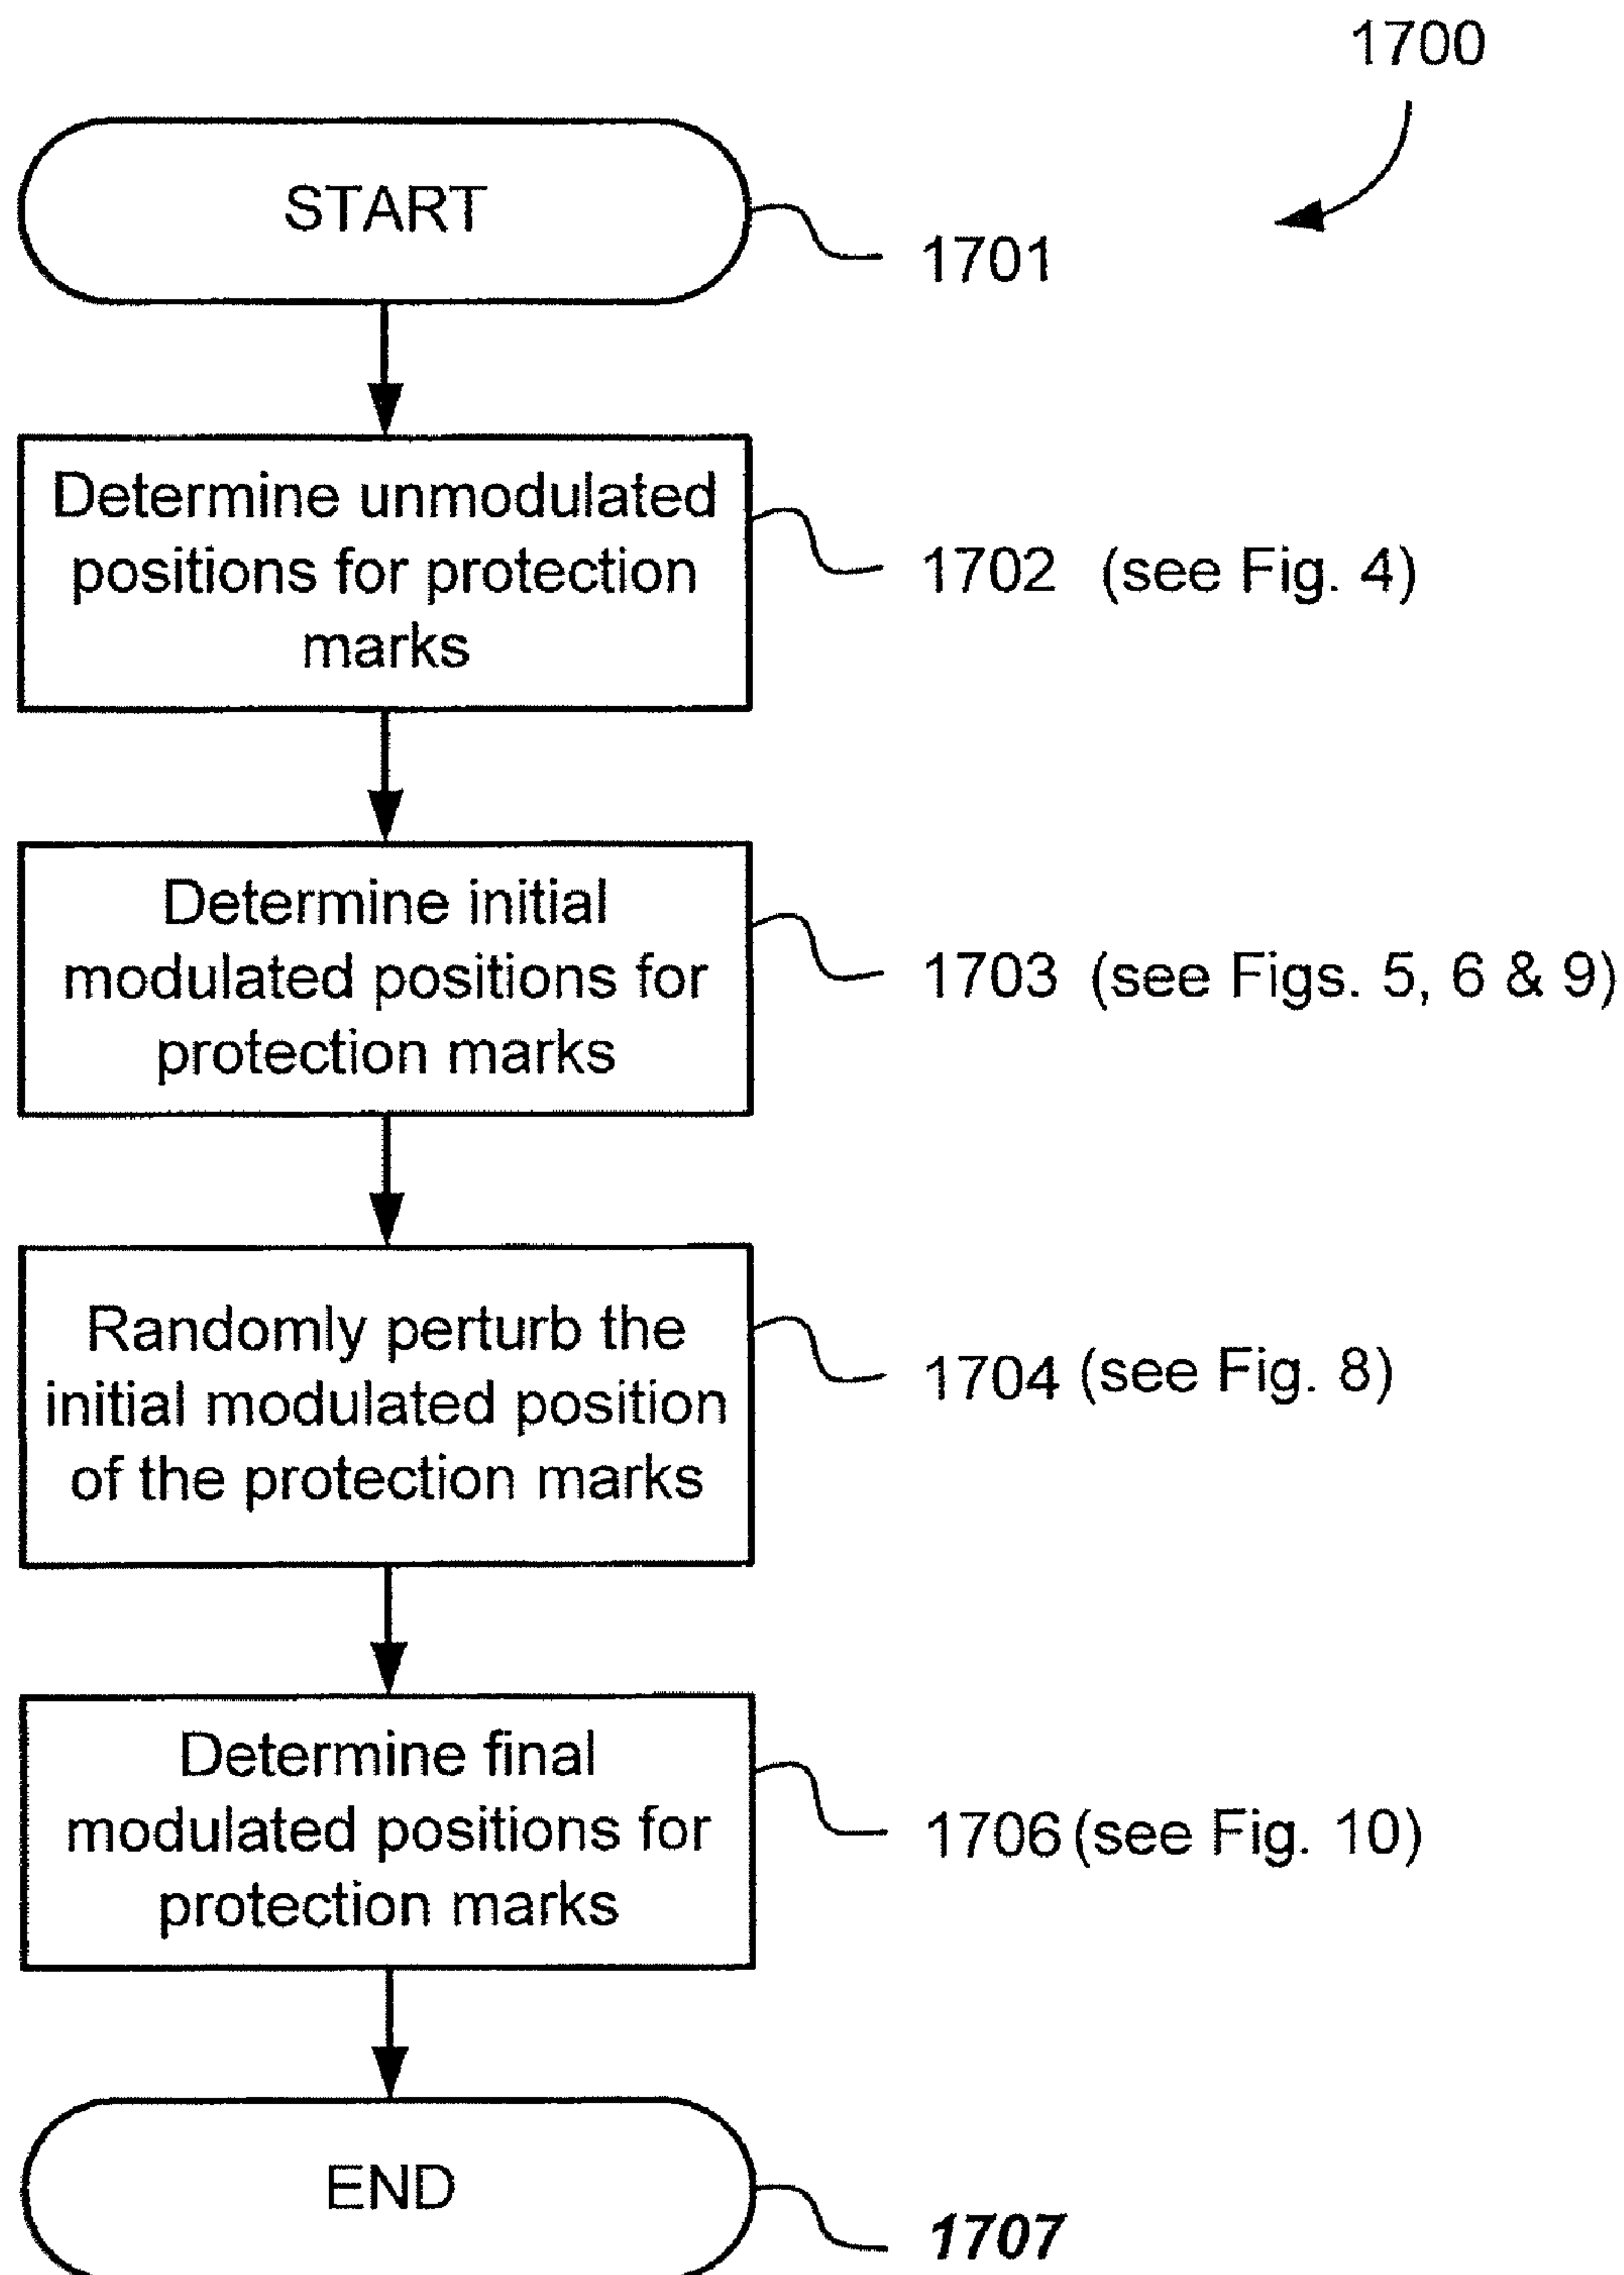 1700
START
1701
Determine unmodulated
positions for protection
marks
1702 (see Fig. 4)
Determine initial
modulated positions for
protection marks
1703 (see Figs. 5, 6 & 9)
Randomly perturb the
initial modulated position
of the protection marks
1704 (see Fig. 8)
Determine final
modulated positions for
protection marks
1706 (see Fig. 10)
END
1707